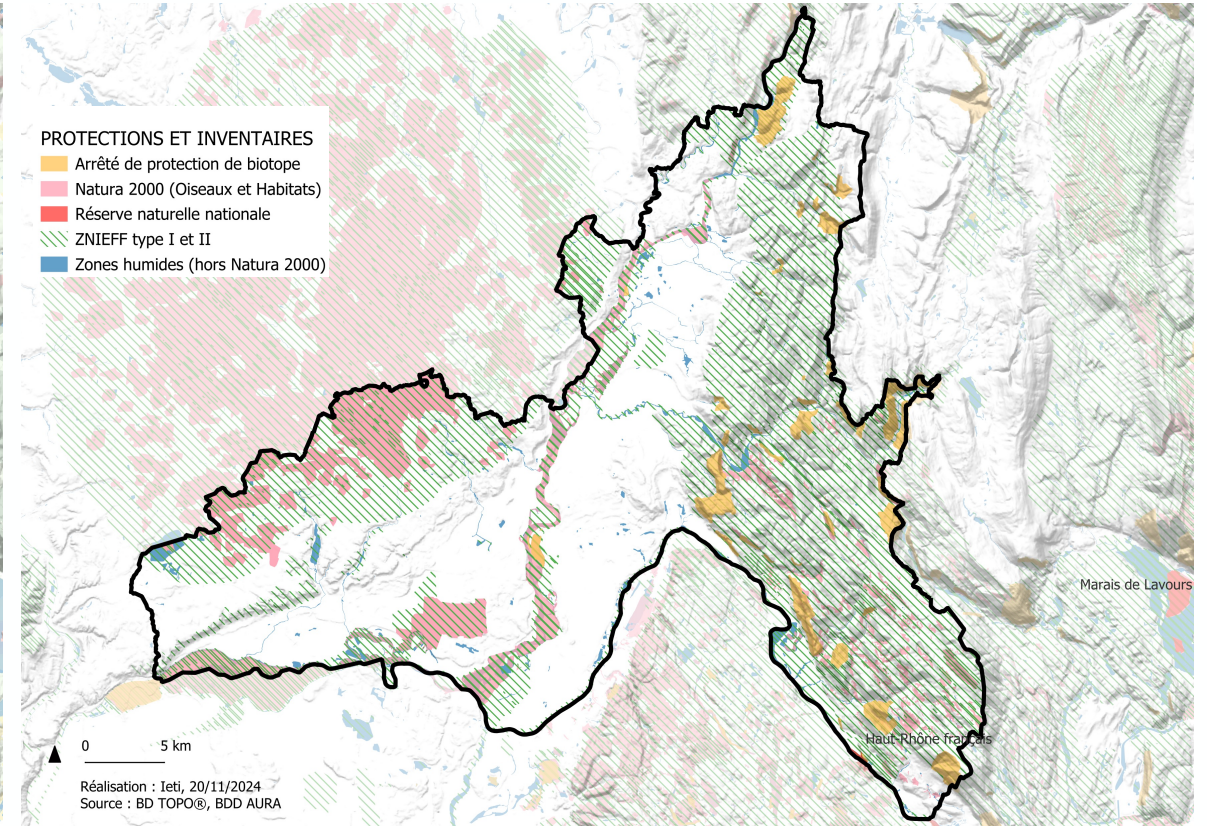 PROTECTIONS ET INVENTAIRES
Arrêté de protection de biotope
Natura 2000 (Oiseaux et Habitats)
Réserve naturelle nationale
ZNIEFF type I et II
Zones humides (hors Natura 2000)
Marais de Lavours
Haut-Rhône français
0 5 km
Réalisation : Ieti, 20/11/2024
Source : BD TOPO®, BDD AURA